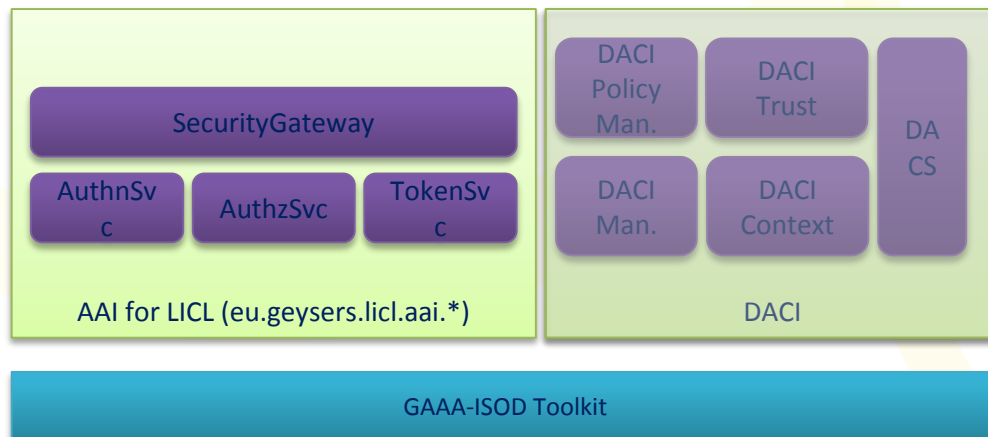 SecurityGateway
AuthnSv
c
AuthzSvc
TokenSv
c
AAI for LICL (eu.geysers.licl.aai.*)
DACI
Policy
Man.
DACI
Trust
DA
CS
DACI
Man.
DACI
Context
DACI
GAAA-ISOD Toolkit